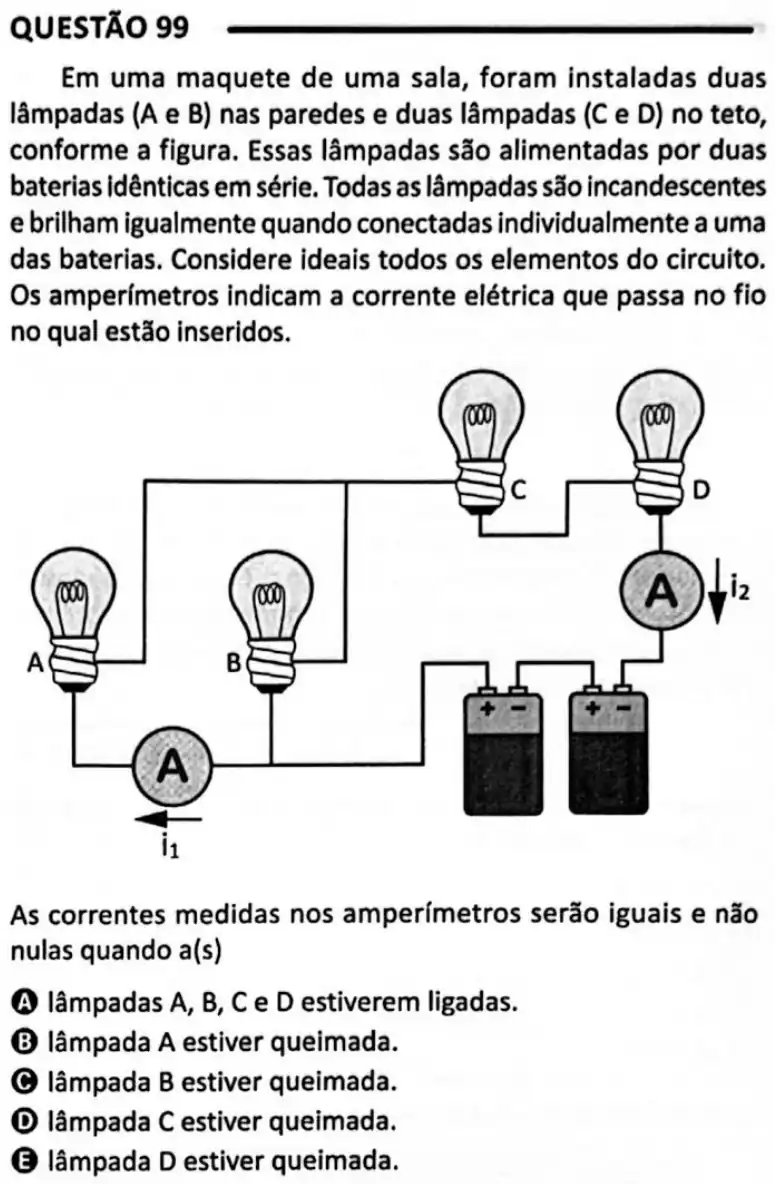 QUESTÃO 99
Em uma maquete de uma sala, foram instaladas duas
lâmpadas (A e B) nas paredes e duas lâmpadas (C e D) no teto,
conforme a figura. Essas lâmpadas são alimentadas por duas
baterias idênticas em série. Todas as lâmpadas são incandescentes
e brilham igualmente quando conectadas individualmente a uma
das baterias. Considere ideais todos os elementos do circuito.
Os amperímetros indicam a corrente elétrica que passa no fio
no qual estão inseridos.
C
D
A
i2
A
B
+ -
+ -
A
i1
As correntes medidas nos amperímetros serão iguais e não
nulas quando a(s)
A lâmpadas A, B, C e D estiverem ligadas.
B lâmpada A estiver queimada.
C lâmpada B estiver queimada.
D lâmpada C estiver queimada.
E lâmpada D estiver queimada.